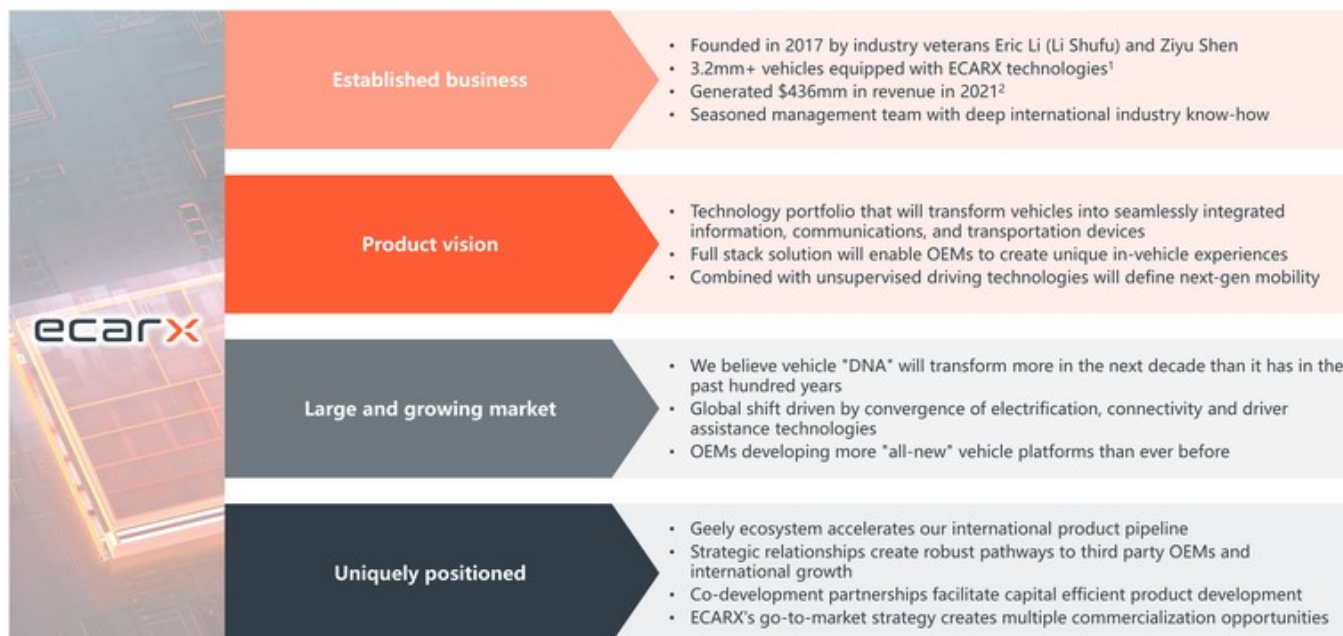 ecarx
Established business
• Founded in 2017 by industry veterans Eric Li (Li Shufu) and Ziyu Shen
• 3.2mm+ vehicles equipped with ECARX technologies¹
• Generated $436mm in revenue in 2021²
• Seasoned management team with deep international industry know-how
Product vision
• Technology portfolio that will transform vehicles into seamlessly integrated
information, communications, and transportation devices
• Full stack solution will enable OEMs to create unique in-vehicle experiences
• Combined with unsupervised driving technologies will define next-gen mobility
Large and growing market
• We believe vehicle "DNA" will transform more in the next decade than it has in the
past hundred years
• Global shift driven by convergence of electrification, connectivity and driver
assistance technologies
• OEMs developing more "all-new" vehicle platforms than ever before
Uniquely positioned
• Geely ecosystem accelerates our international product pipeline
• Strategic relationships create robust pathways to third party OEMs and
international growth
• Co-development partnerships facilitate capital efficient product development
• ECARX's go-to-market strategy creates multiple commercialization opportunities